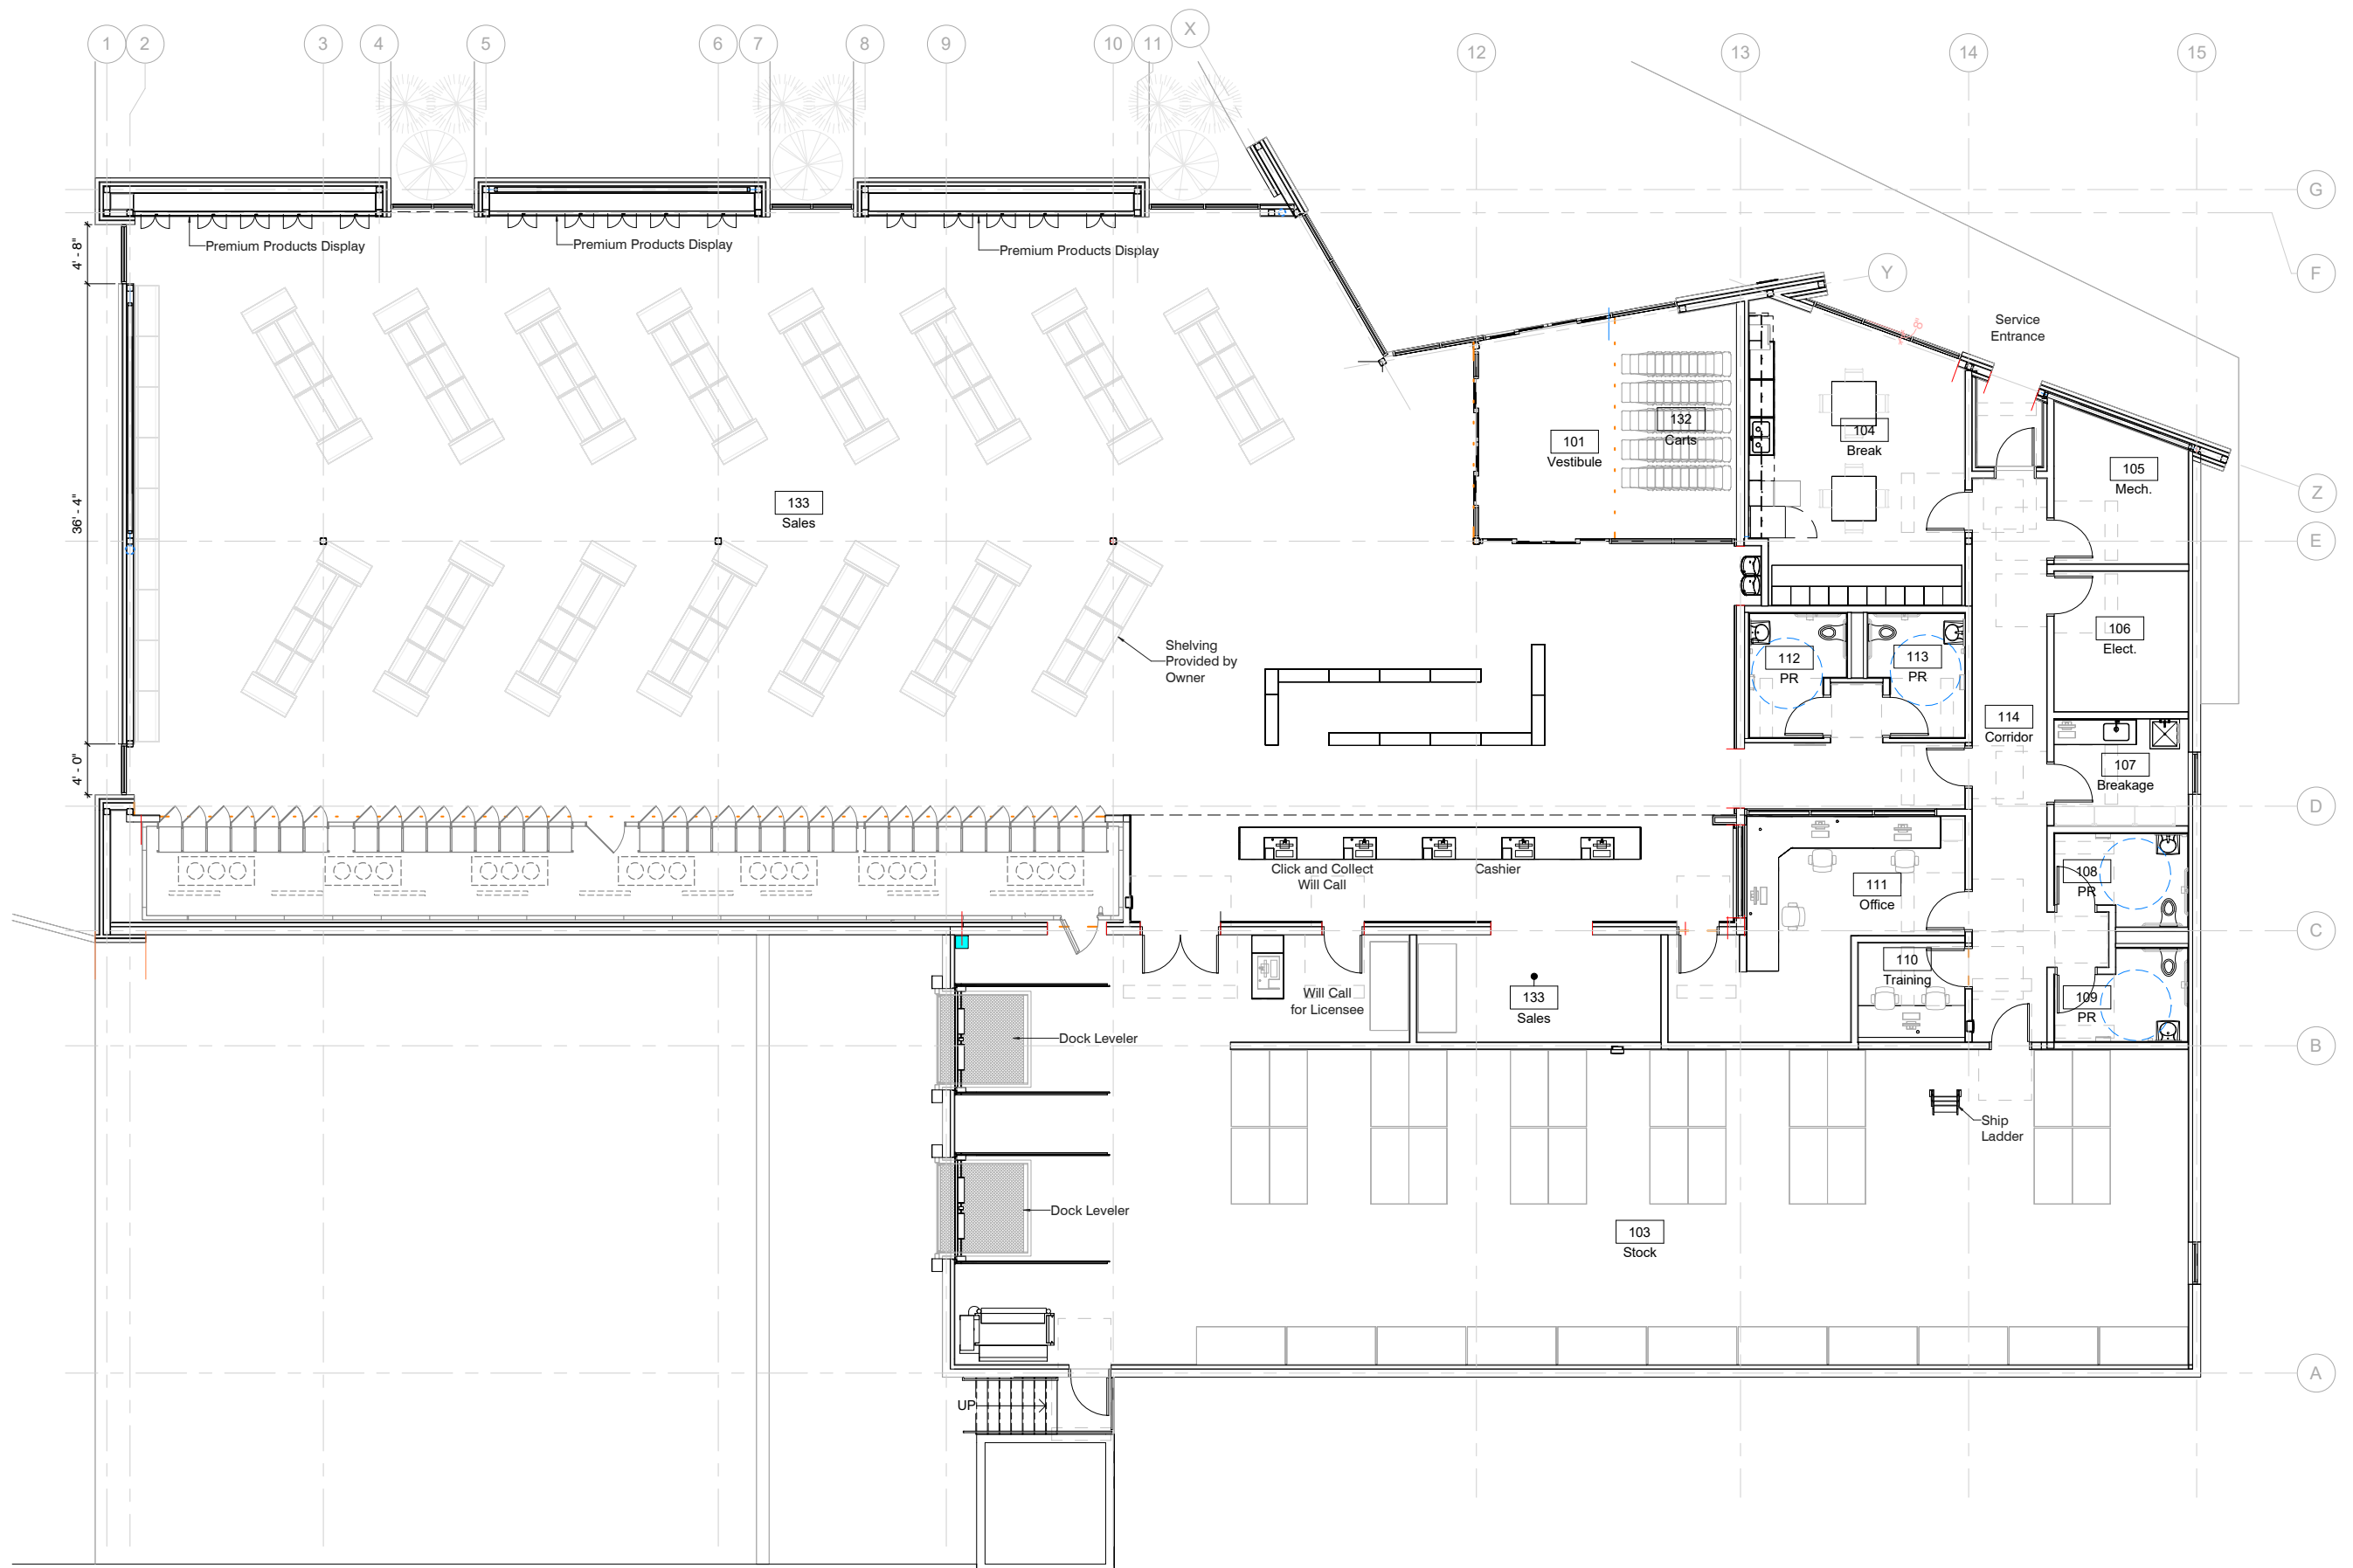 X
1
2
3
4
5
6
7
8
9
10
11
12
13
14
15
G
4' - 8"
Premium Products Display
Premium Products Display
Premium Products Display
Y
F
Service
Entrance
132
Carts
101
Vestibule
104
Break
105
Mech.
Z
36' - 4"
133
Sales
E
106
Elect.
Shelving
Provided by
Owner
112
PR
113
PR
114
Corridor
4' - 0"
107
Breakage
D
Click and Collect
Will Call
Cashier
111
Office
108
PR
C
110
Training
Will Call
for Licensee
133
Sales
109
PR
Dock Leveler
B
Ship
Ladder
Dock Leveler
103
Stock
A
UP